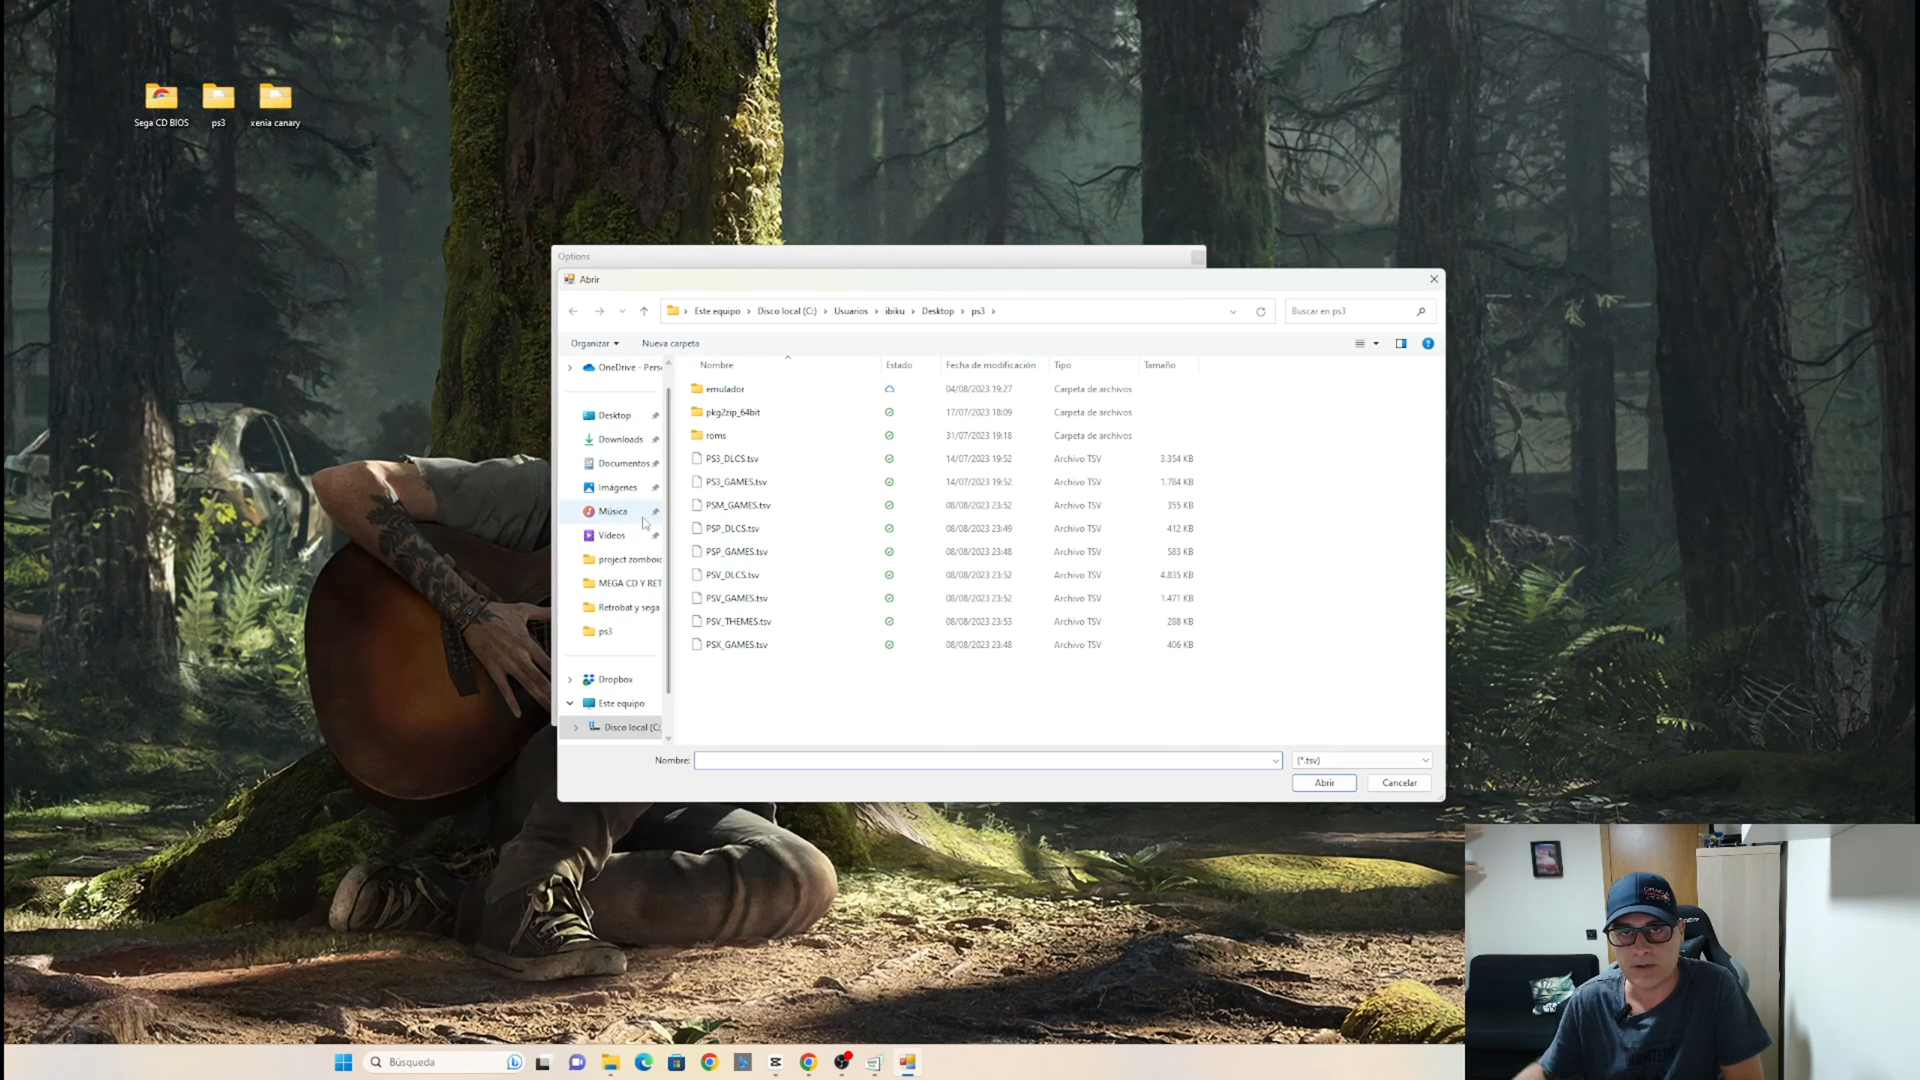 Sega CD BIOS
ps3
xenia canary
Options
Abrir
Este equipo > Disco local (C:) > Usuarios > ibiku > Desktop > ps3 >
Buscar en ps3
Organizar
Nueva carpeta
Nombre Estado Fecha de modificación Tipo Tamaño
OneDrive - Pers
Desktop
Downloads
Documentos
Imágenes
Música
Vídeos
project zomboid
MEGA CD Y RET
Retrobat y sega
ps3
Dropbox
Este equipo
Disco local (C:
emulador 04/08/2023 19:27 Carpeta de archivos
pkg2zip_64bit 17/07/2023 18:09 Carpeta de archivos
roms 31/07/2023 19:18 Carpeta de archivos
PS3_DLCS.tsv 14/07/2023 19:52 Archivo TSV 3.354 KB
PS3_GAMES.tsv 14/07/2023 19:52 Archivo TSV 1.784 KB
PSM_GAMES.tsv 08/08/2023 23:52 Archivo TSV 355 KB
PSP_DLCS.tsv 08/08/2023 23:49 Archivo TSV 412 KB
PSP_GAMES.tsv 08/08/2023 23:48 Archivo TSV 583 KB
PSV_DLCS.tsv 08/08/2023 23:52 Archivo TSV 4.835 KB
PSV_GAMES.tsv 08/08/2023 23:52 Archivo TSV 1.471 KB
PSV_THEMES.tsv 08/08/2023 23:53 Archivo TSV 288 KB
PSX_GAMES.tsv 08/08/2023 23:48 Archivo TSV 406 KB
Nombre:
(*.tsv)
Abrir
Cancelar
ORACLE
Búsqueda